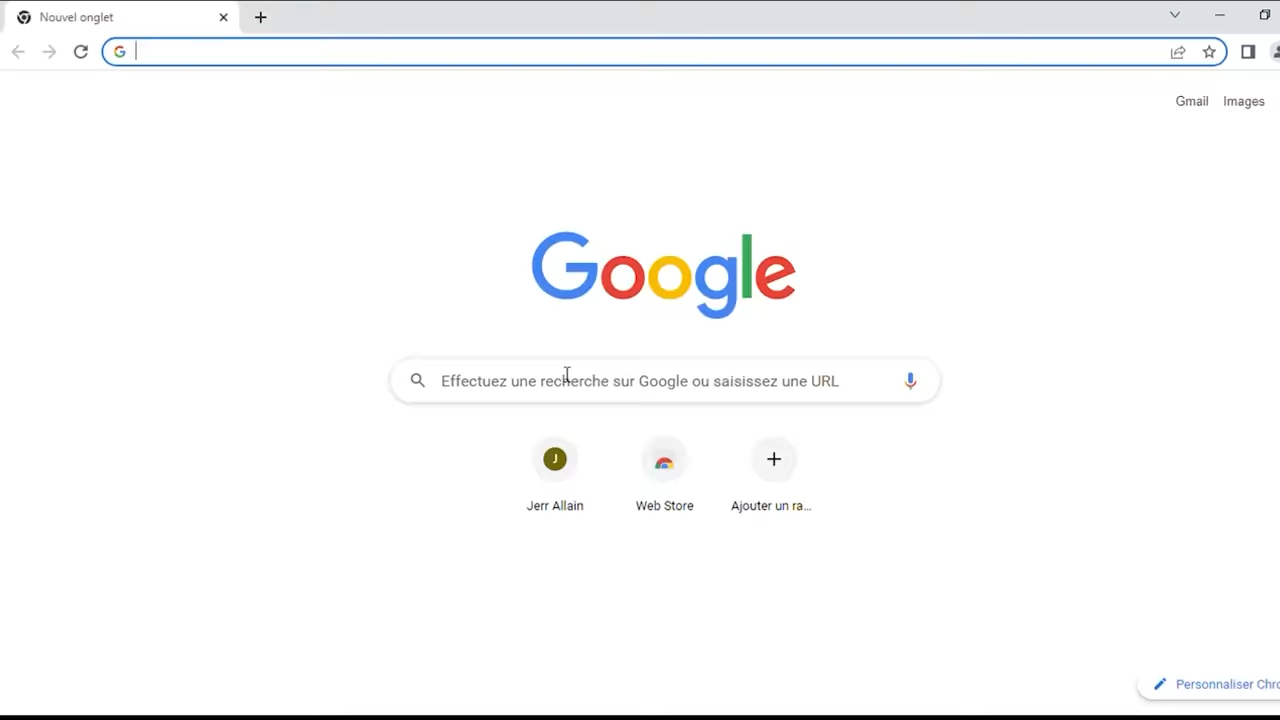 Nouvel onglet
Gmail Images
Google
Effectuez une recherche sur Google ou saisissez une URL
J
Jerr Allain Web Store Ajouter un ra...
Personnaliser Chro